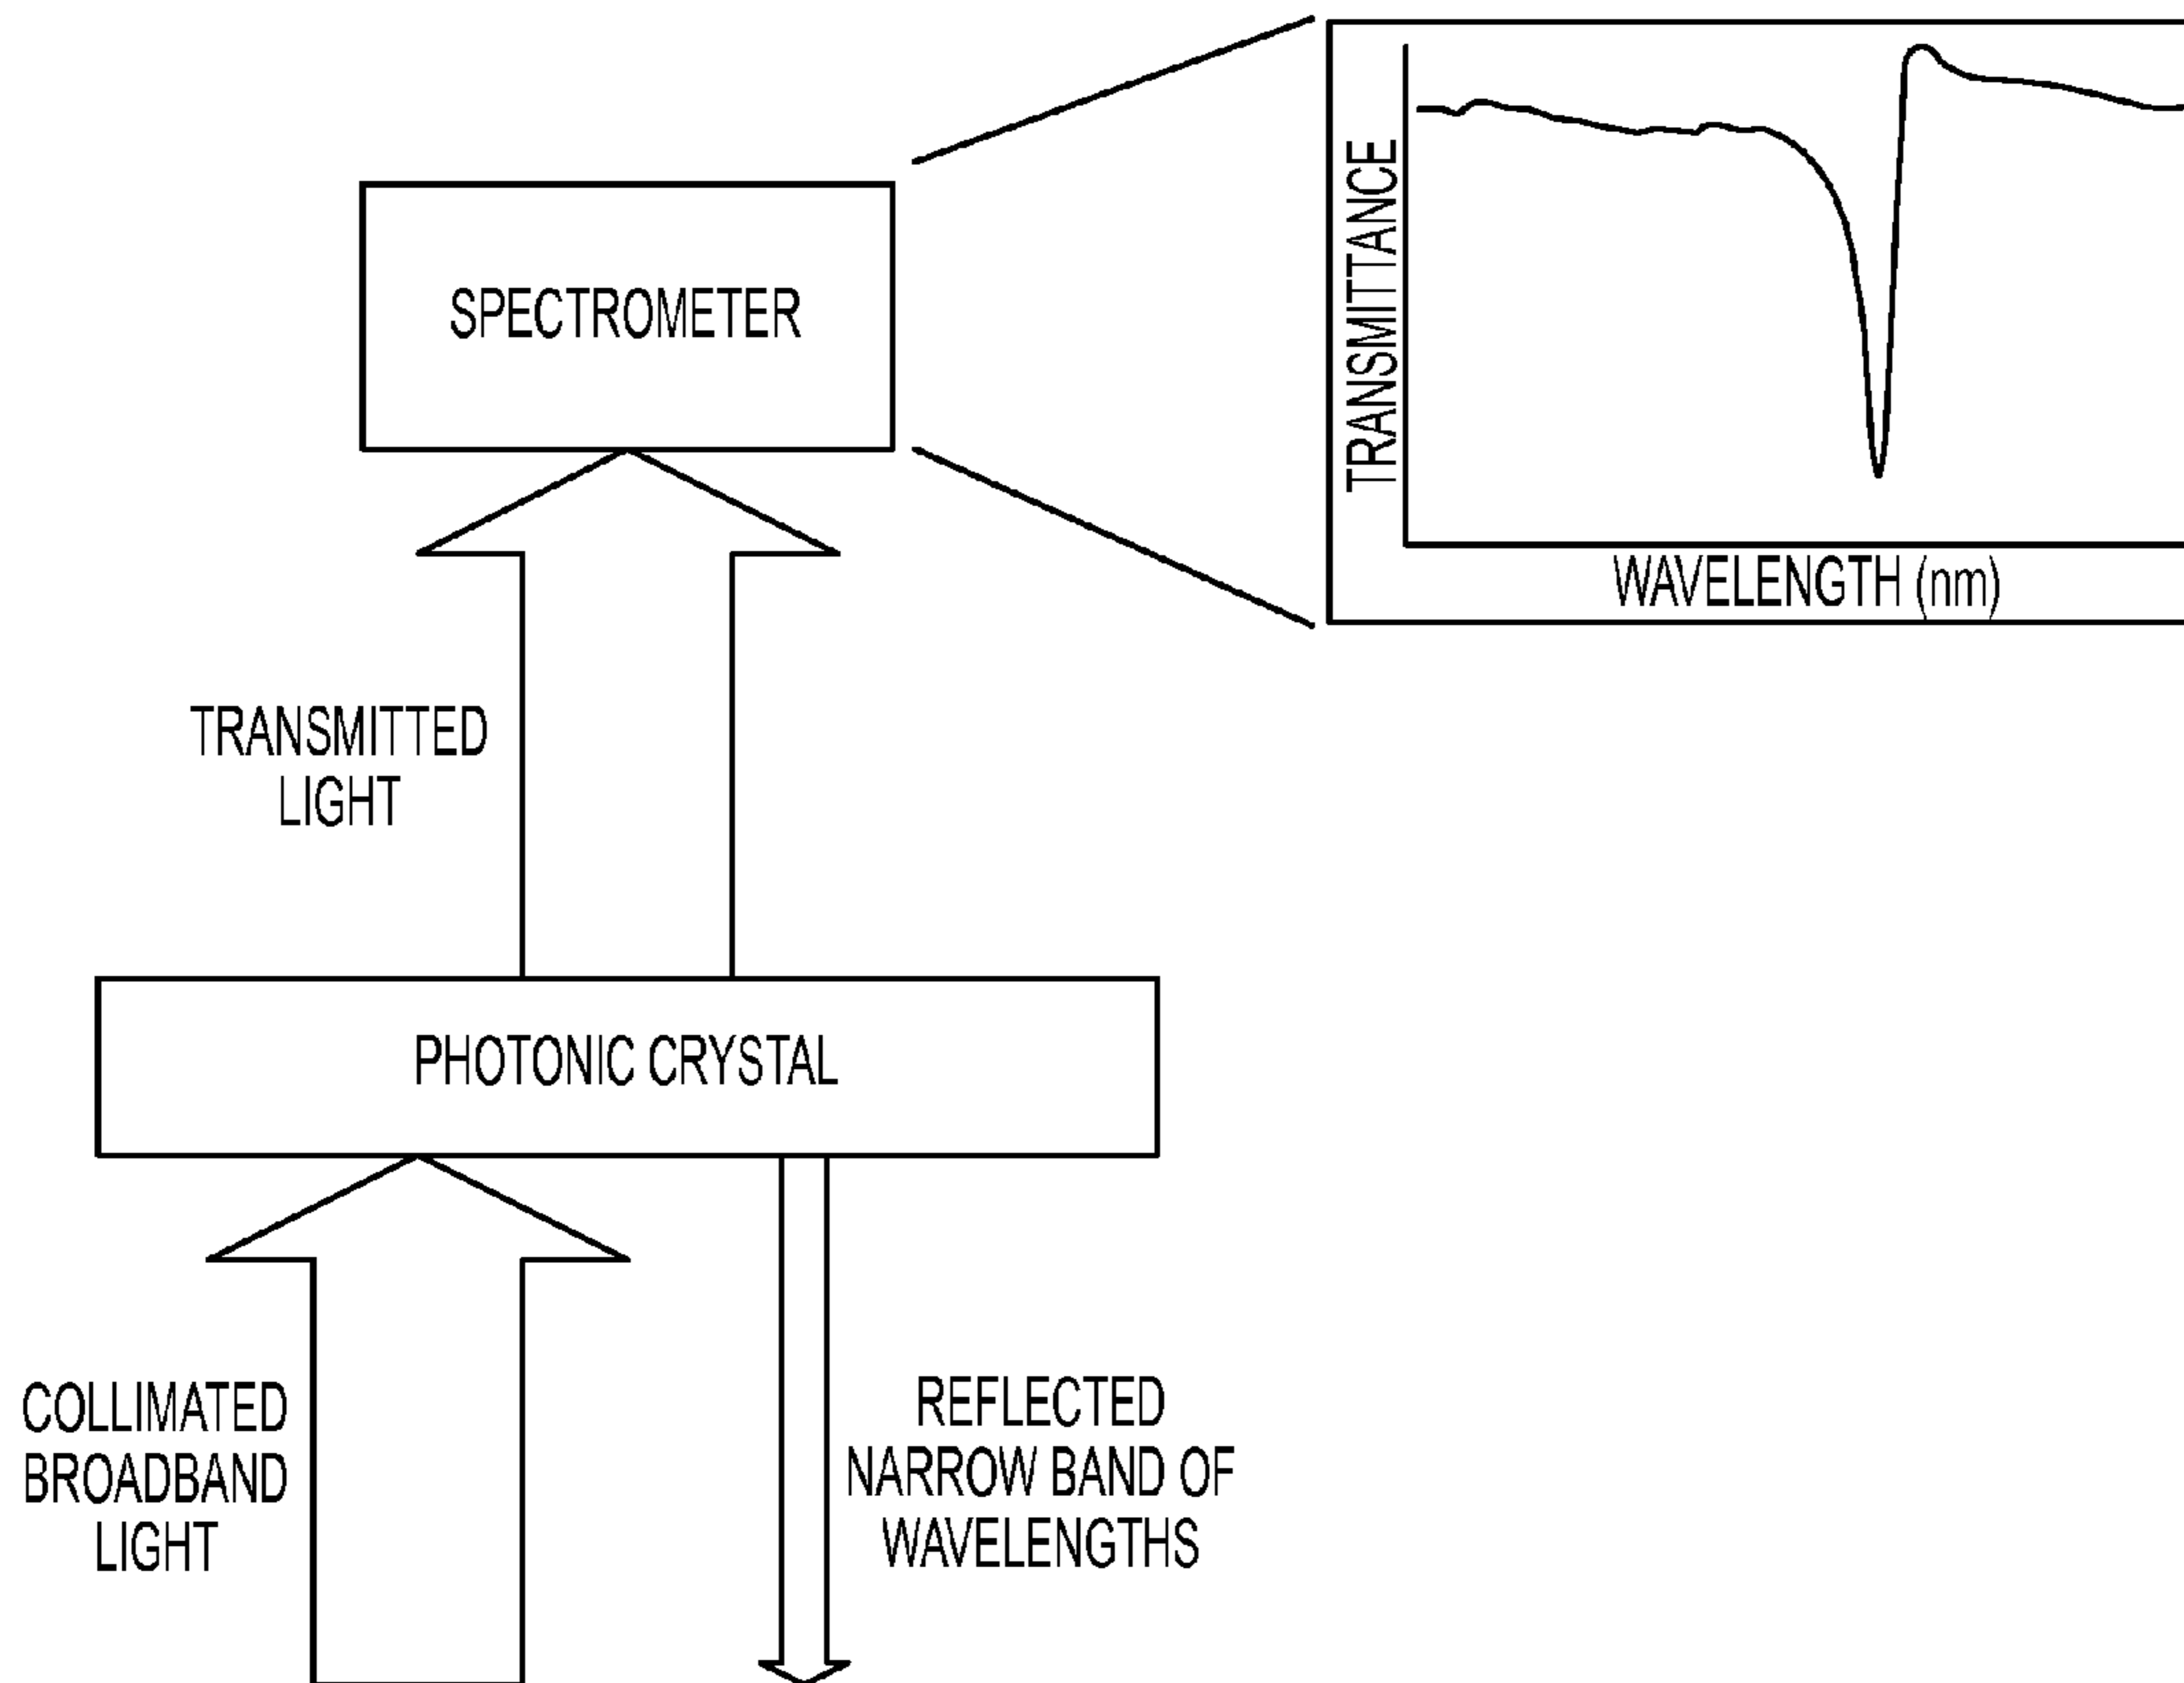 TRANSMITTANCE
WAVELENGTH (nm)
SPECTROMETER
TRANSMITTED
LIGHT
PHOTONIC CRYSTAL
COLLIMATED
BROADBAND
LIGHT
REFLECTED
NARROW BAND OF
WAVELENGTHS